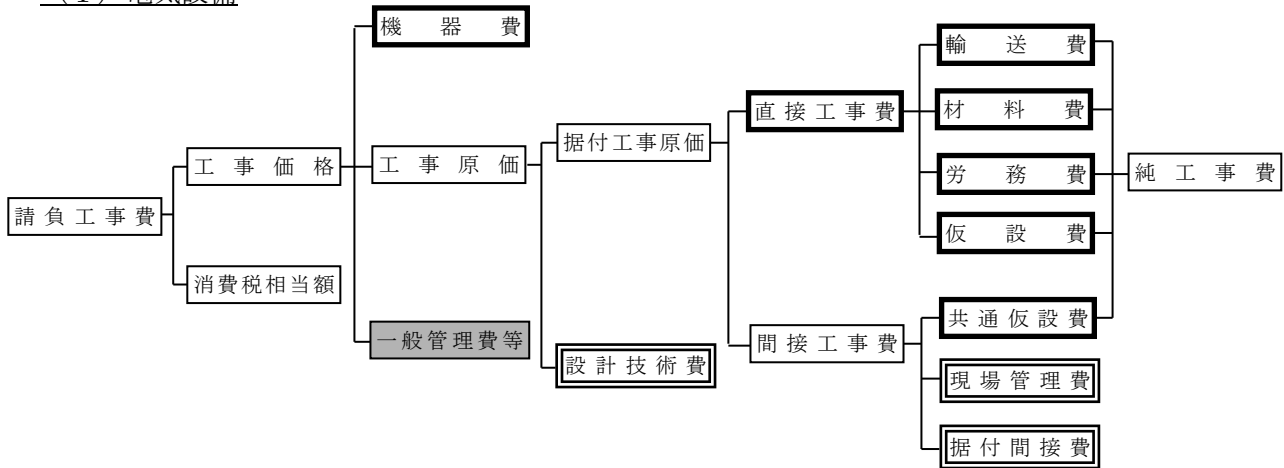 (1) 電気設備
機器費
輸送費
材料費
直接工事費
据付工事原価
工事価格
工事原価
労務費
純工事費
請負工事費
仮設費
消費税相当額
共通仮設費
一般管理費等
間接工事費
設計技術費
現場管理費
据付間接費